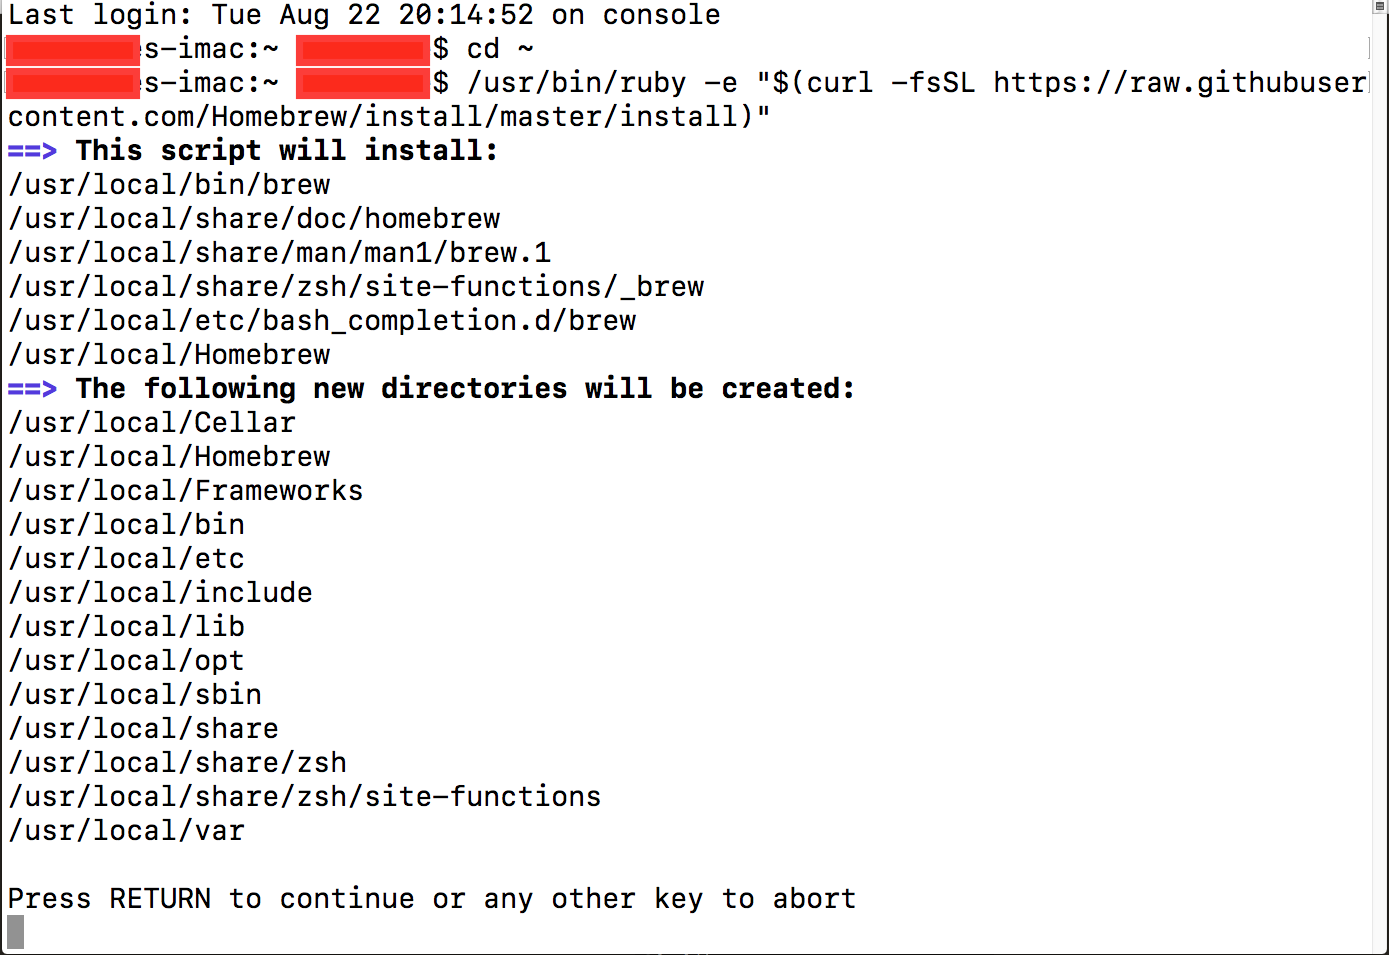 Last login: Tue Aug 22 20:14:52 on console
s-imac:~ $ cd ~
s-imac:~ $ /usr/bin/ruby -e "$(curl -fsSL https://raw.githubuser
content.com/Homebrew/install/master/install)"
==> This script will install:
/usr/local/bin/brew
/usr/local/share/doc/homebrew
/usr/local/share/man/man1/brew.1
/usr/local/share/zsh/site-functions/_brew
/usr/local/etc/bash_completion.d/brew
/usr/local/Homebrew
==> The following new directories will be created:
/usr/local/Cellar
/usr/local/Homebrew
/usr/local/Frameworks
/usr/local/bin
/usr/local/etc
/usr/local/include
/usr/local/lib
/usr/local/opt
/usr/local/sbin
/usr/local/share
/usr/local/share/zsh
/usr/local/share/zsh/site-functions
/usr/local/var
Press RETURN to continue or any other key to abort